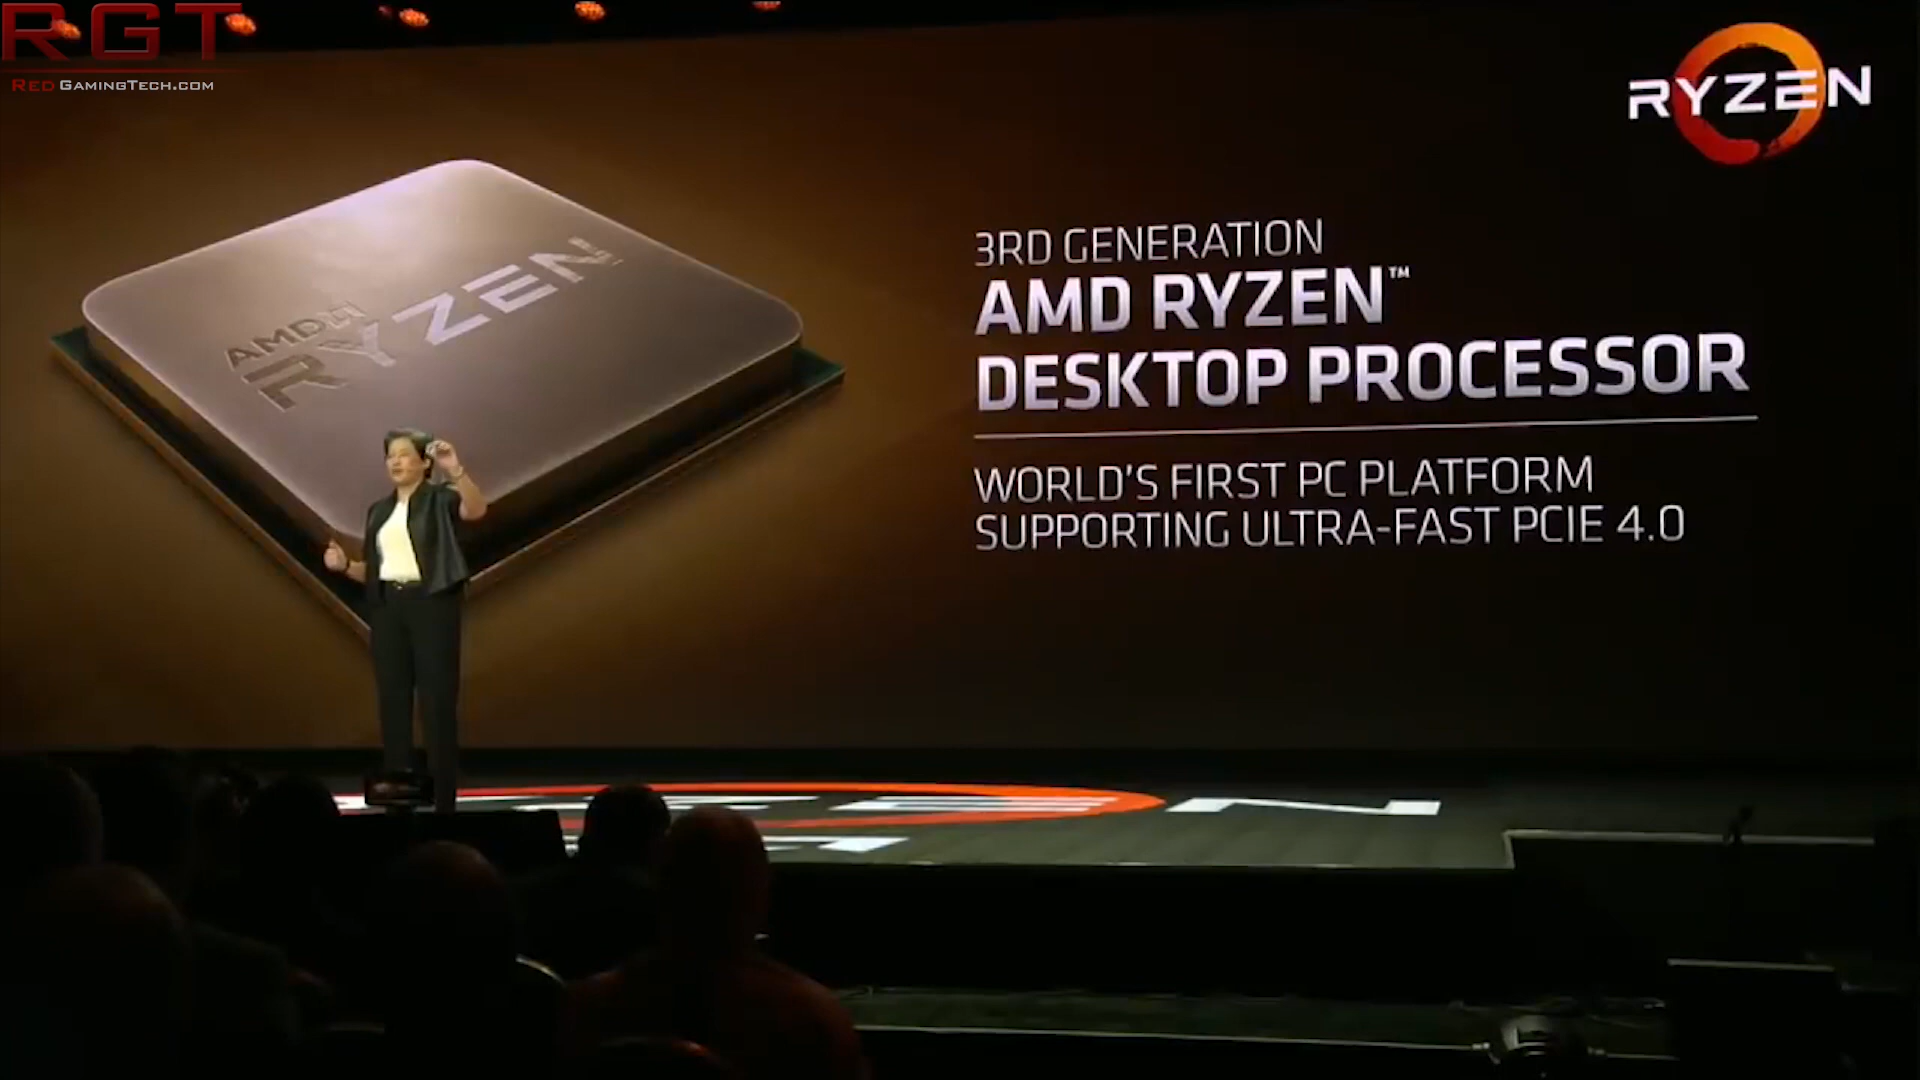 RGT
REDGAMINGTECH.COM
RYZEN
AMD
RYZEN
3RD GENERATION
AMD RYZEN™
DESKTOP PROCESSOR
WORLD'S FIRST PC PLATFORM
SUPPORTING ULTRA-FAST PCIE 4.0